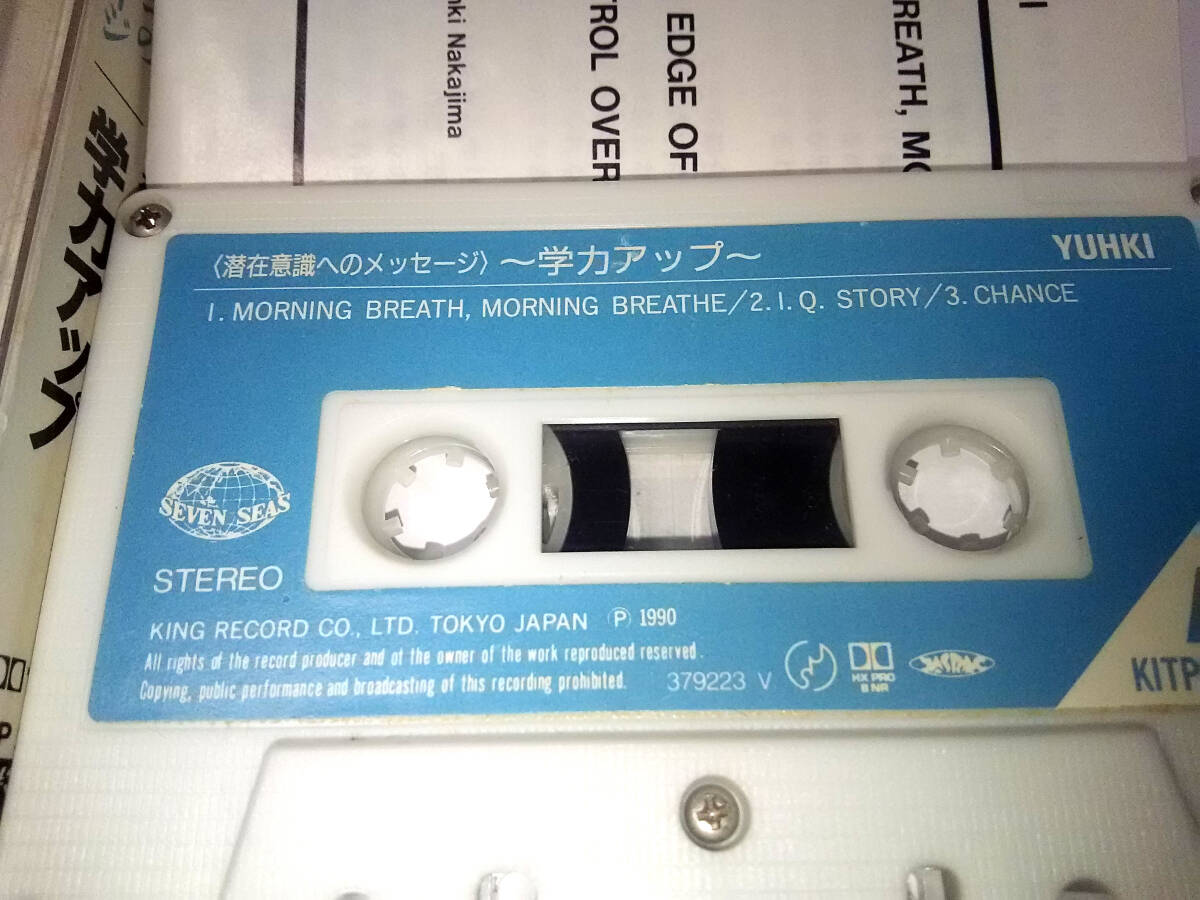 学力アップ
nki Nakajima
TROL OVER
EDGE OF
REATH, MO
〈潜在意識へのメッセージ〉～学力アップ～
YUHKI
1. MORNING BREATH, MORNING BREATHE/2. I. Q. STORY/3. CHANCE
SEVEN SEAS
STEREO
KING RECORD CO., LTD. TOKYO JAPAN Ⓟ 1990
All rights of the record producer and of the owner of the work reproduced reserved.
Copying, public performance and broadcasting of this recording prohibited.
379223 V
HX PRO
B NR
JASRAC
KITP